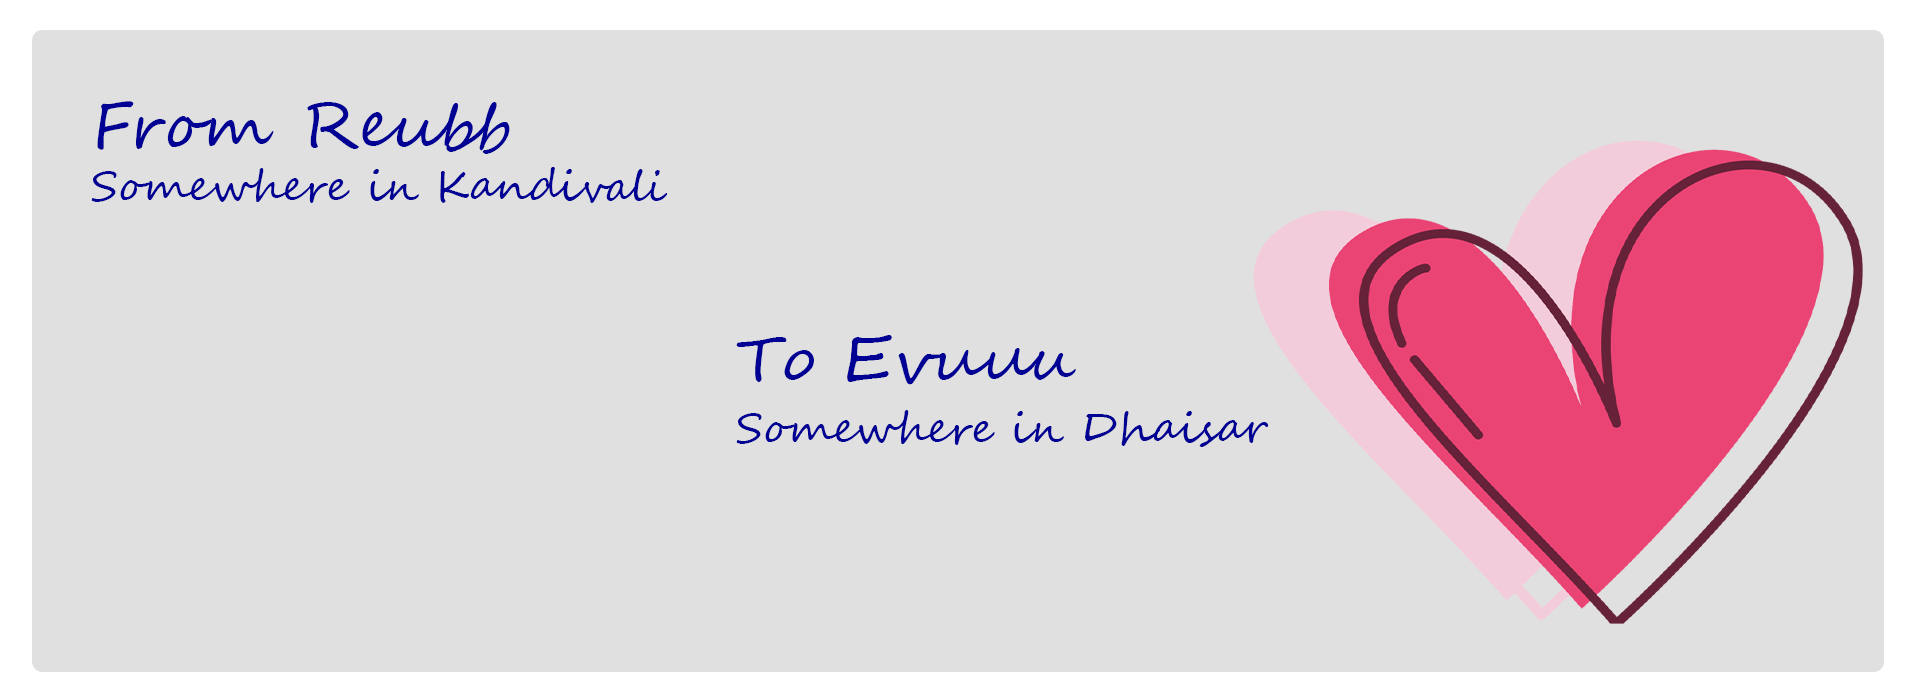 From Reubb
Somewhere in Kandivali
To Evuuu
Somewhere in Dhaisar